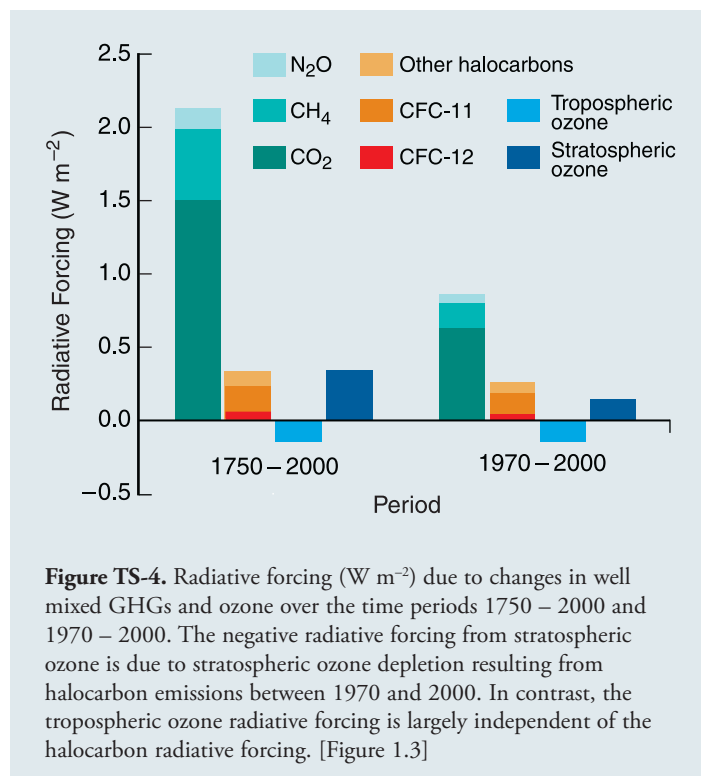 Radiative Forcing (W m–2)
2.5
2.0
1.5
1.0
0.5
0.0
–0.5
N2O
CH4
CO2
Other halocarbons
CFC-11
CFC-12
Tropospheric
ozone
Stratospheric
ozone
1750 – 2000
1970 – 2000
Period
Figure TS-4. Radiative forcing (W m–2) due to changes in well
mixed GHGs and ozone over the time periods 1750 – 2000 and
1970 – 2000. The negative radiative forcing from stratospheric
ozone is due to stratospheric ozone depletion resulting from
halocarbon emissions between 1970 and 2000. In contrast, the
tropospheric ozone radiative forcing is largely independent of the
halocarbon radiative forcing. [Figure 1.3]